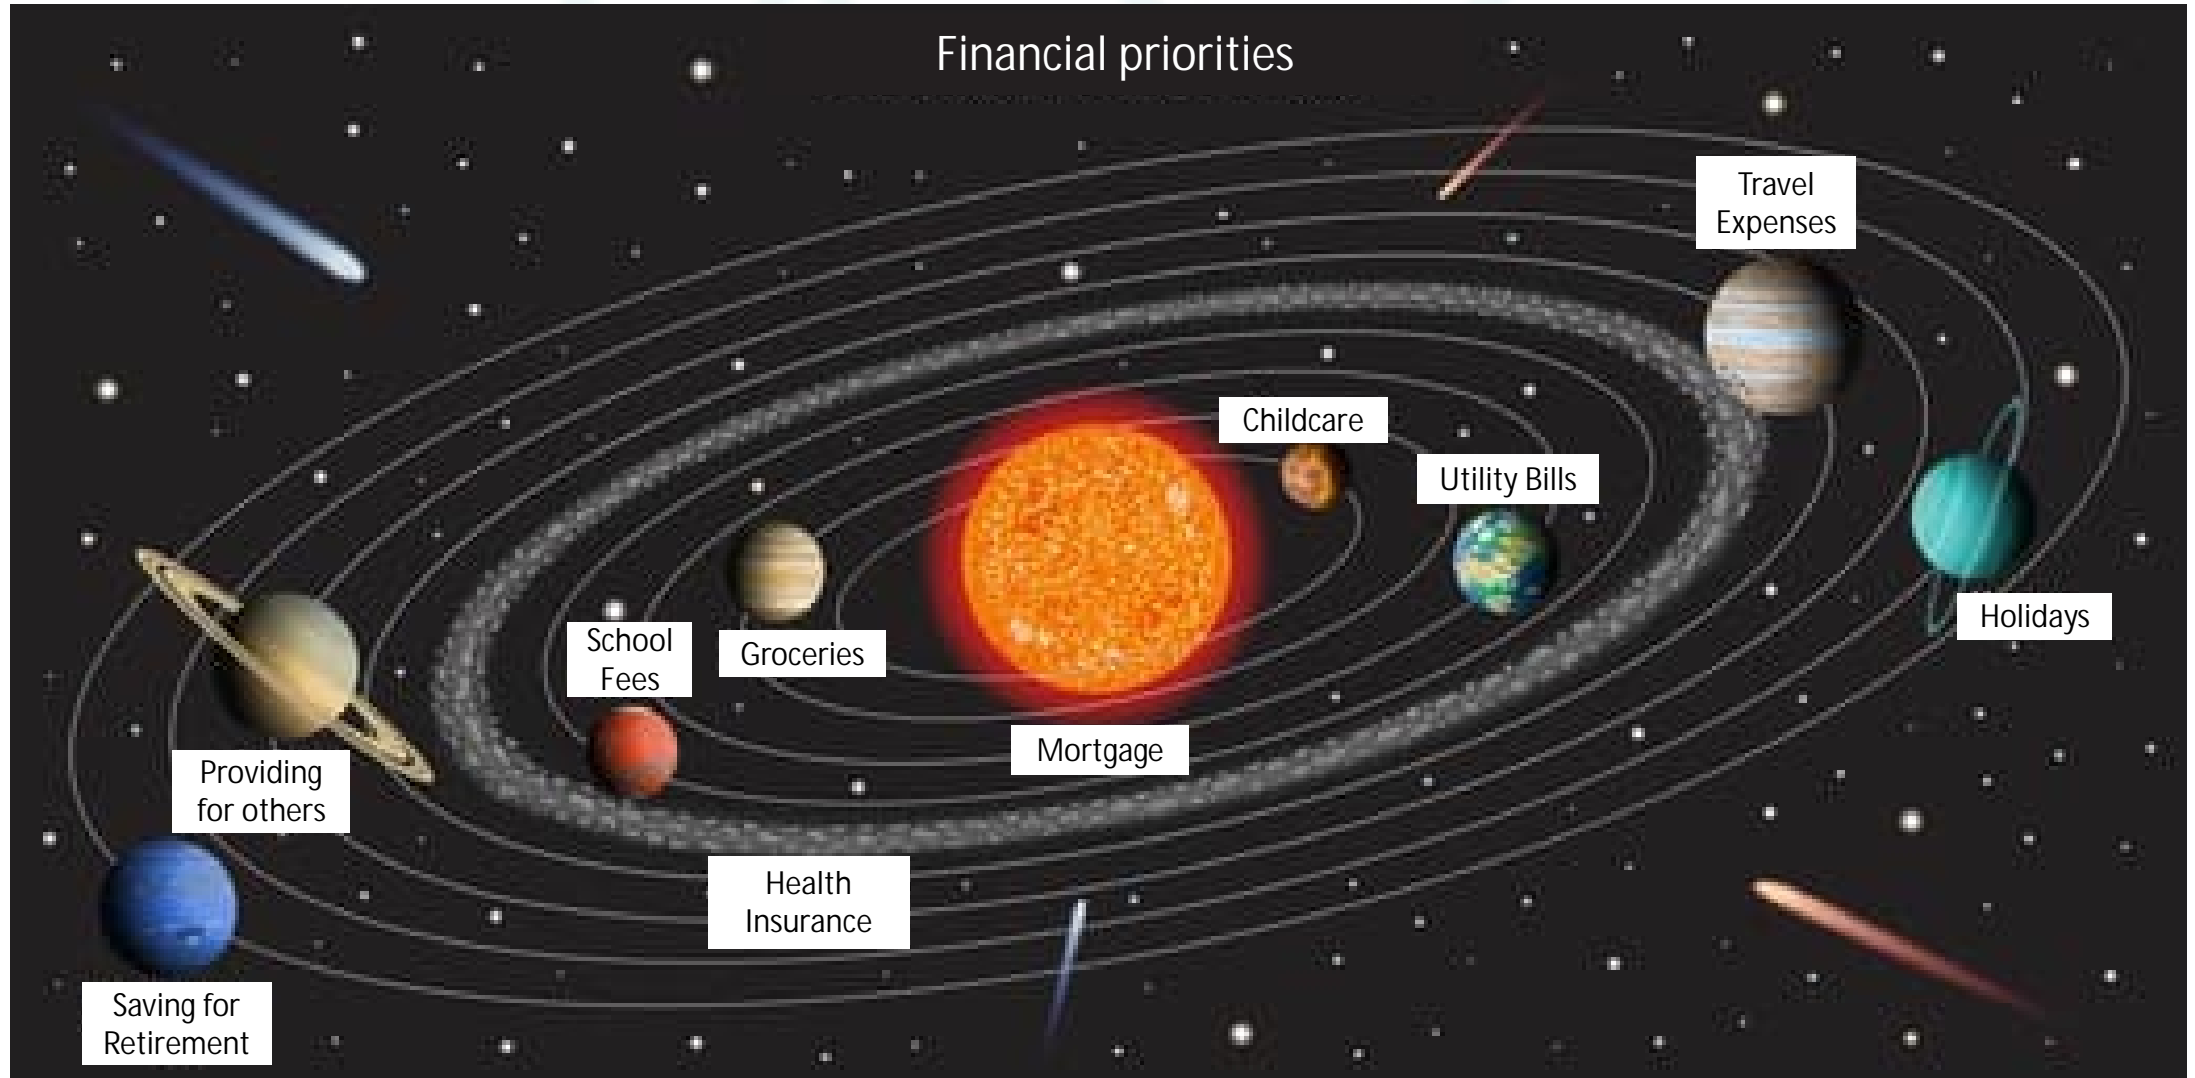 Financial priorities
Travel
Expenses
Childcare
Utility Bills
Holidays
School
Fees
Groceries
Mortgage
Providing
for others
Health
Insurance
Saving for
Retirement